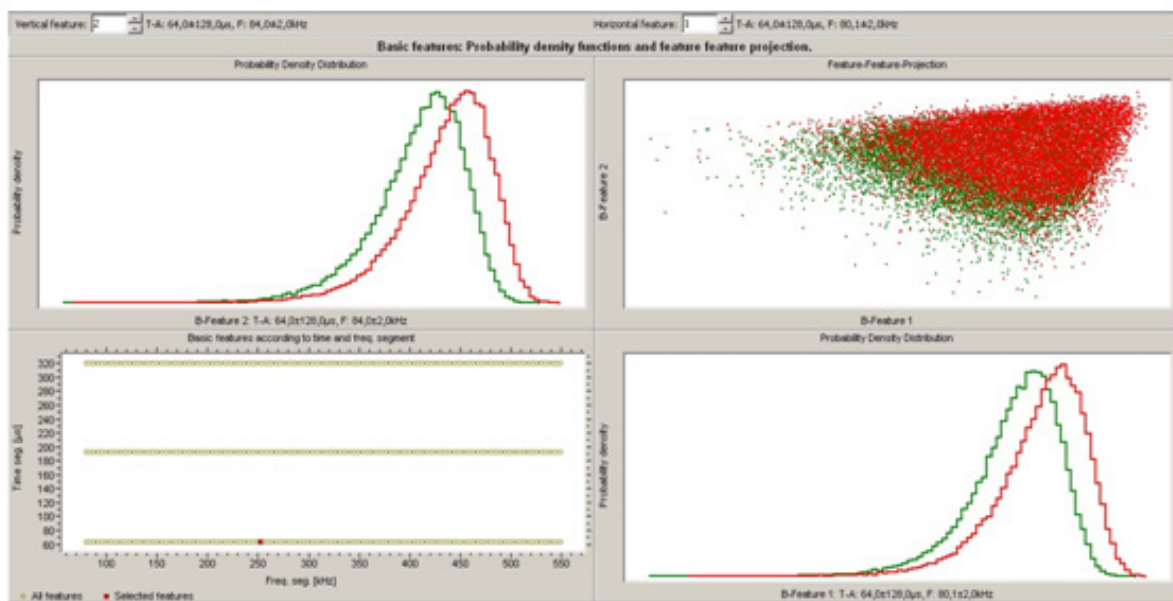 Vertical feature: 2 T-A: 64,0±128,0µs, F: 84,0±2,0kHz Horizontal feature: 1 T-A: 64,0±128,0µs, F: 80,1±2,0kHz
Basic features: Probability density functions and feature feature projection.
Probability Density Distribution
Probability density
B-Feature 2: T-A: 64,0±128,0µs, F: 84,0±2,0kHz
Feature-Feature-Projection
B-Feature 2
B-Feature 1
Basic features according to time and freq. segment
Time seg. [µs]
320
300
280
260
240
220
200
180
160
140
120
100
80
60
100 150 200 250 300 350 400 450 500 550
Freq. seg. [kHz]
All features Selected features
Probability Density Distribution
Probability density
B-Feature 1: T-A: 64,0±128,0µs, F: 80,1±2,0kHz